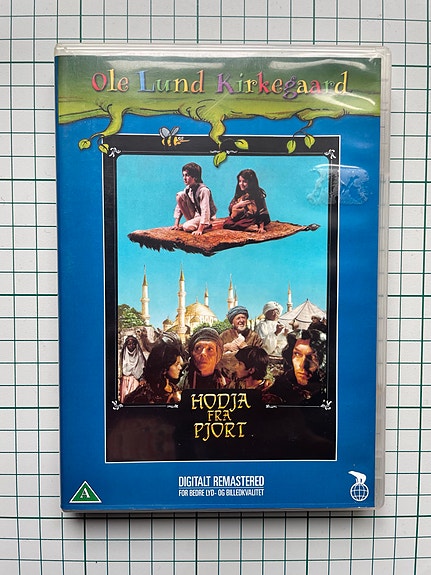 Ole Lund Kirkegaard
HODJA
FRA
PJORT
DIGITALT REMASTERED
FOR BEDRE LYD- OG BILLEDKVALITET
A